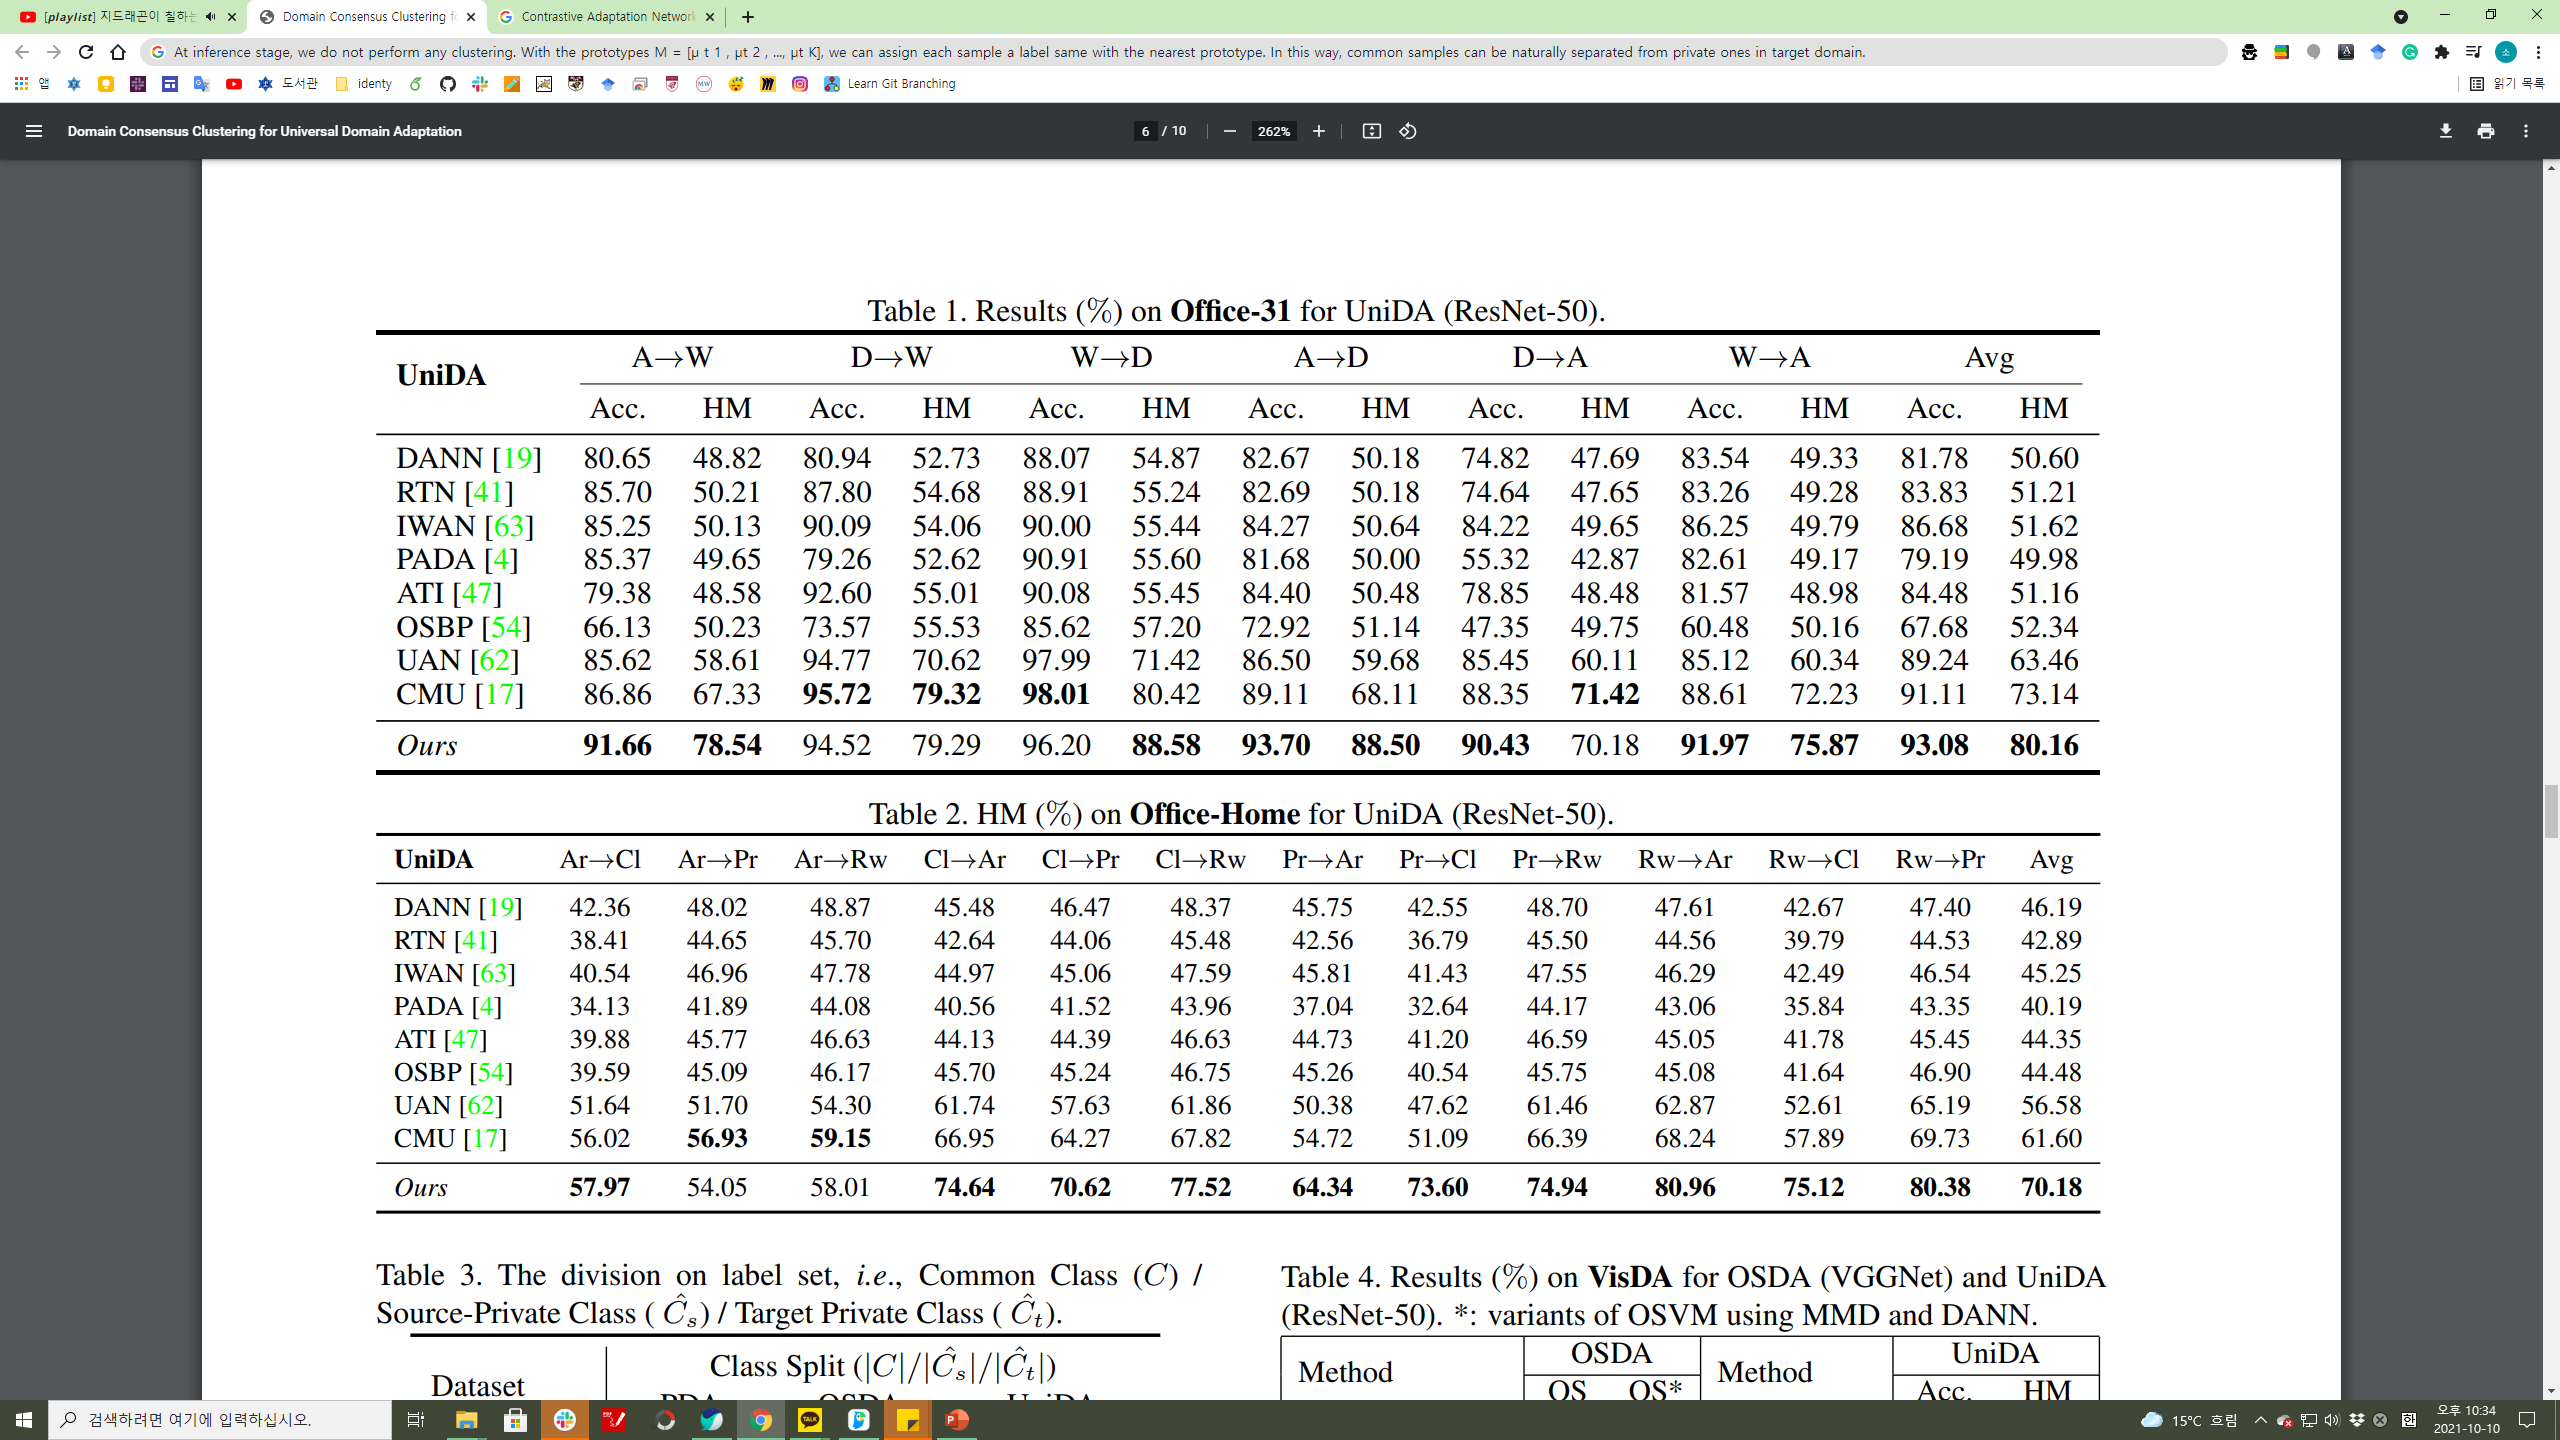 [playlist] 지드래곤이 칠하는
Domain Consensus Clustering fo
Contrastive Adaptation Network
At inference stage, we do not perform any clustering. With the prototypes M = [µ t 1 , µt 2 , ..., µt K], we can assign each sample a label same with the nearest prototype. In this way, common samples can be naturally separated from private ones in target domain.
앱 도서관 identy Learn Git Branching 읽기 목록
Domain Consensus Clustering for Universal Domain Adaptation 6 / 10 262%
Table 1. Results (%) on Office-31 for UniDA (ResNet-50).
UniDA A→W D→W W→D A→D D→A W→A Avg
Acc. HM Acc. HM Acc. HM Acc. HM Acc. HM Acc. HM Acc. HM
DANN [19] 80.65 48.82 80.94 52.73 88.07 54.87 82.67 50.18 74.82 47.69 83.54 49.33 81.78 50.60
RTN [41] 85.70 50.21 87.80 54.68 88.91 55.24 82.69 50.18 74.64 47.65 83.26 49.28 83.83 51.21
IWAN [63] 85.25 50.13 90.09 54.06 90.00 55.44 84.27 50.64 84.22 49.65 86.25 49.79 86.68 51.62
PADA [4] 85.37 49.65 79.26 52.62 90.91 55.60 81.68 50.00 55.32 42.87 82.61 49.17 79.19 49.98
ATI [47] 79.38 48.58 92.60 55.01 90.08 55.45 84.40 50.48 78.85 48.48 81.57 48.98 84.48 51.16
OSBP [54] 66.13 50.23 73.57 55.53 85.62 57.20 72.92 51.14 47.35 49.75 60.48 50.16 67.68 52.34
UAN [62] 85.62 58.61 94.77 70.62 97.99 71.42 86.50 59.68 85.45 60.11 85.12 60.34 89.24 63.46
CMU [17] 86.86 67.33 95.72 79.32 98.01 80.42 89.11 68.11 88.35 71.42 88.61 72.23 91.11 73.14
Ours 91.66 78.54 94.52 79.29 96.20 88.58 93.70 88.50 90.43 70.18 91.97 75.87 93.08 80.16
Table 2. HM (%) on Office-Home for UniDA (ResNet-50).
UniDA Ar→Cl Ar→Pr Ar→Rw Cl→Ar Cl→Pr Cl→Rw Pr→Ar Pr→Cl Pr→Rw Rw→Ar Rw→Cl Rw→Pr Avg
DANN [19] 42.36 48.02 48.87 45.48 46.47 48.37 45.75 42.55 48.70 47.61 42.67 47.40 46.19
RTN [41] 38.41 44.65 45.70 42.64 44.06 45.48 42.56 36.79 45.50 44.56 39.79 44.53 42.89
IWAN [63] 40.54 46.96 47.78 44.97 45.06 47.59 45.81 41.43 47.55 46.29 42.49 46.54 45.25
PADA [4] 34.13 41.89 44.08 40.56 41.52 43.96 37.04 32.64 44.17 43.06 35.84 43.35 40.19
ATI [47] 39.88 45.77 46.63 44.13 44.39 46.63 44.73 41.20 46.59 45.05 41.78 45.45 44.35
OSBP [54] 39.59 45.09 46.17 45.70 45.24 46.75 45.26 40.54 45.75 45.08 41.64 46.90 44.48
UAN [62] 51.64 51.70 54.30 61.74 57.63 61.86 50.38 47.62 61.46 62.87 52.61 65.19 56.58
CMU [17] 56.02 56.93 59.15 66.95 64.27 67.82 54.72 51.09 66.39 68.24 57.89 69.73 61.60
Ours 57.97 54.05 58.01 74.64 70.62 77.52 64.34 73.60 74.94 80.96 75.12 80.38 70.18
Table 3. The division on label set, i.e., Common Class (C) /
Source-Private Class ( Ĉs) / Target Private Class ( Ĉt).
Class Split (|C|/|Ĉs|/|Ĉt|)
Dataset
PDA OSDA UniDA
Table 4. Results (%) on VisDA for OSDA (VGGNet) and UniDA
(ResNet-50). *: variants of OSVM using MMD and DANN.
Method OSDA Method UniDA
OS OS* Acc. HM
검색하려면 여기에 입력하십시오.
15°C 흐림
오후 10:34
2021-10-10